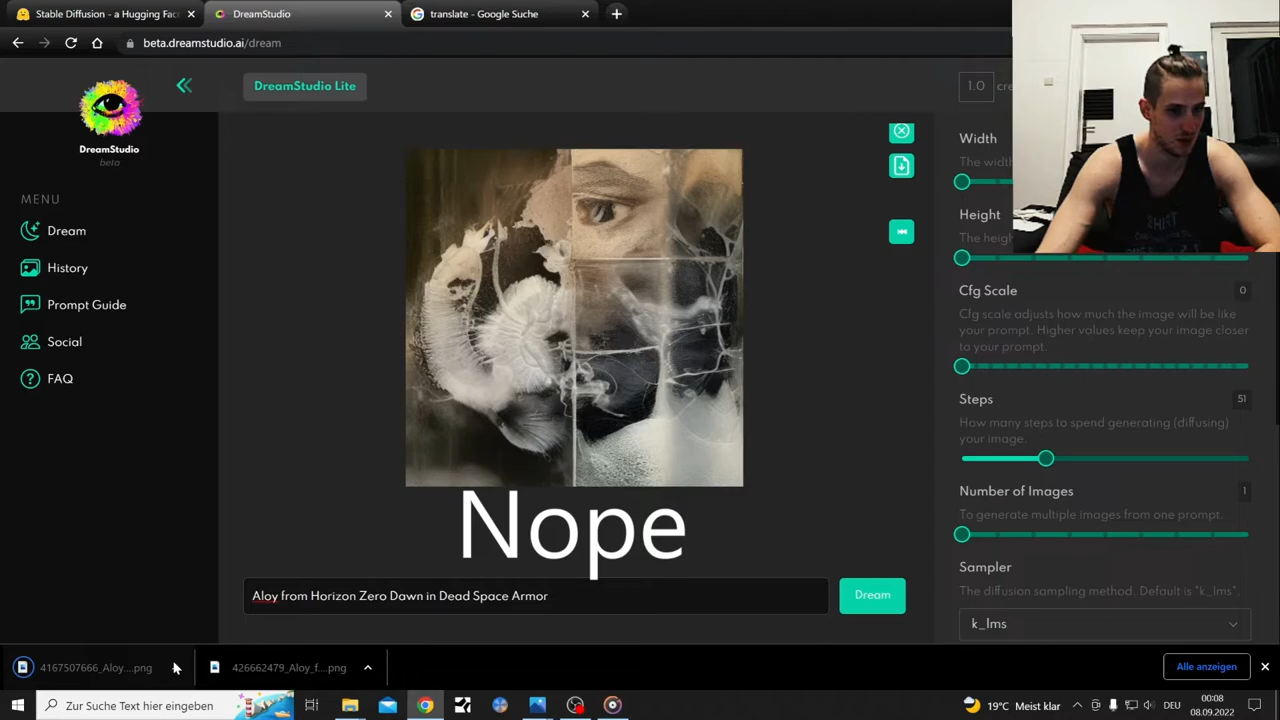 Stable Diffusion - a Hugging Fac
DreamStudio
translate - Google Suche
beta.dreamstudio.ai/dream
DreamStudio
beta
MENU
Dream
History
Prompt Guide
Social
FAQ
DreamStudio Lite
Nope
Aloy from Horizon Zero Dawn in Dead Space Armor
Dream
1.0
Width
The
Height
The
Cfg Scale
0
Cfg scale adjusts how much the image will be like
your prompt. Higher values keep your image closer
to your prompt.
Steps
51
How many steps to spend generating (diffusing)
your image.
Number of Images
1
To generate multiple images from one prompt.
Sampler
The diffusion sampling method. Default is "k_lms".
k_lms
4167507666_Aloy....png
426662479_Aloy_f....png
Alle anzeigen
Zur Suche Text hier eingeben
19°C Meist klar
DEU
00:08
08.09.2022